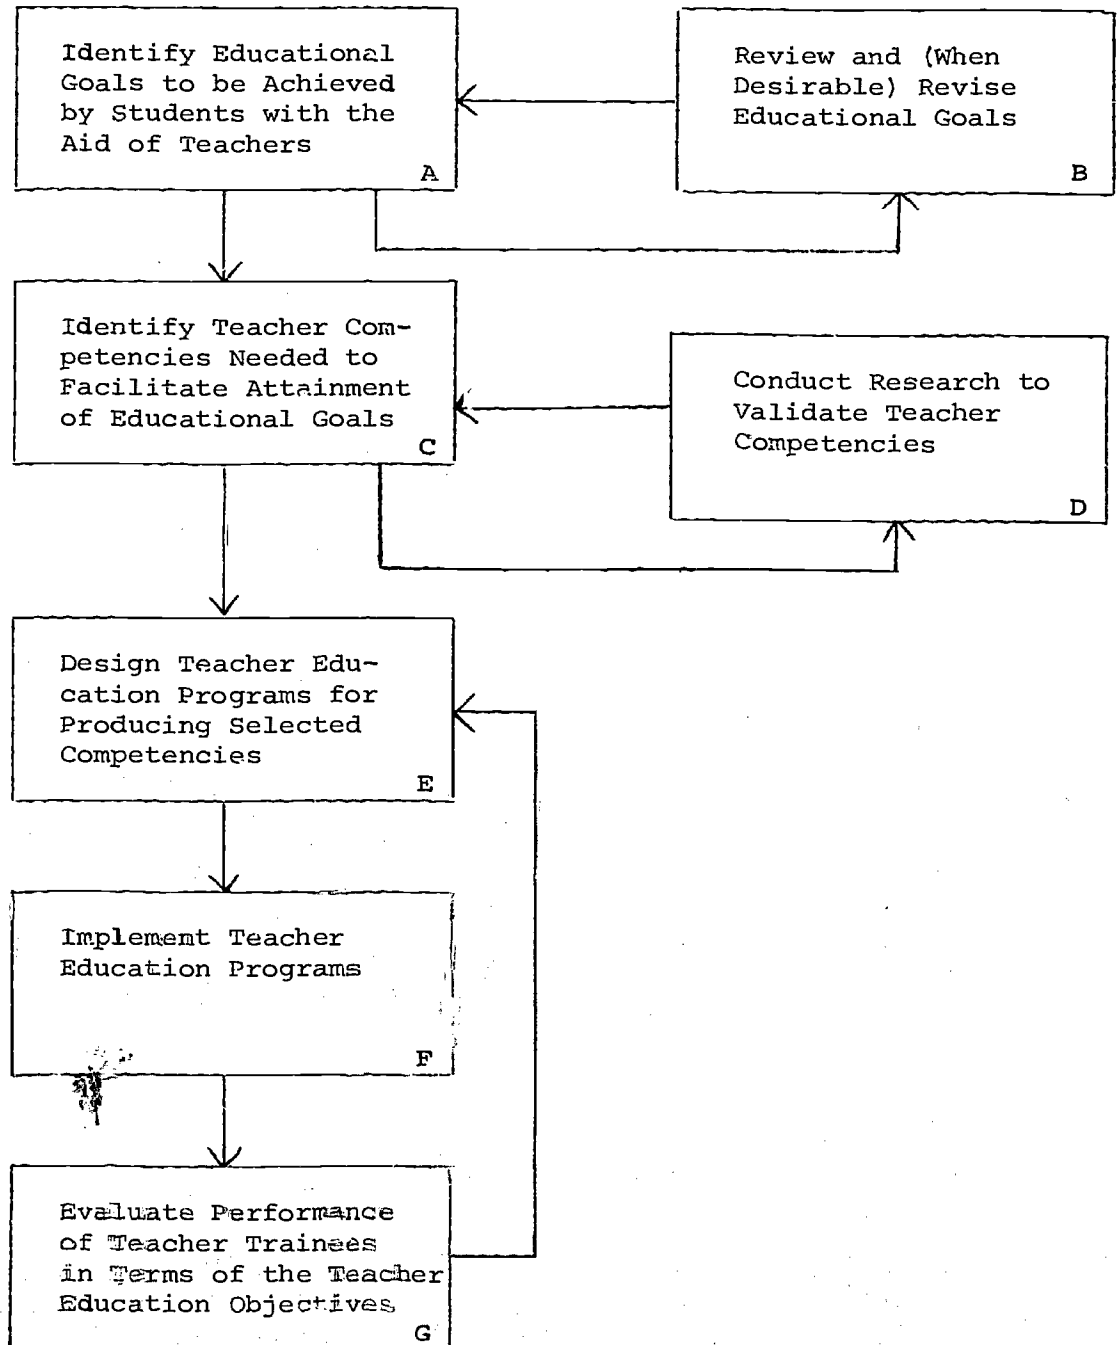 Identify Educational
Goals to be Achieved
by Students with the
Aid of Teachers
A
Review and (When
Desirable) Revise
Educational Goals
B
Identify Teacher Com-
petencies Needed to
Facilitate Attainment
of Educational Goals
C
Conduct Research to
Validate Teacher
Competencies
D
Design Teacher Edu-
cation Programs for
Producing Selected
Competencies
E
Implement Teacher
Education Programs
F
Evaluate Performance
of Teacher Trainees
in Terms of the Teacher
Education Objectives
G